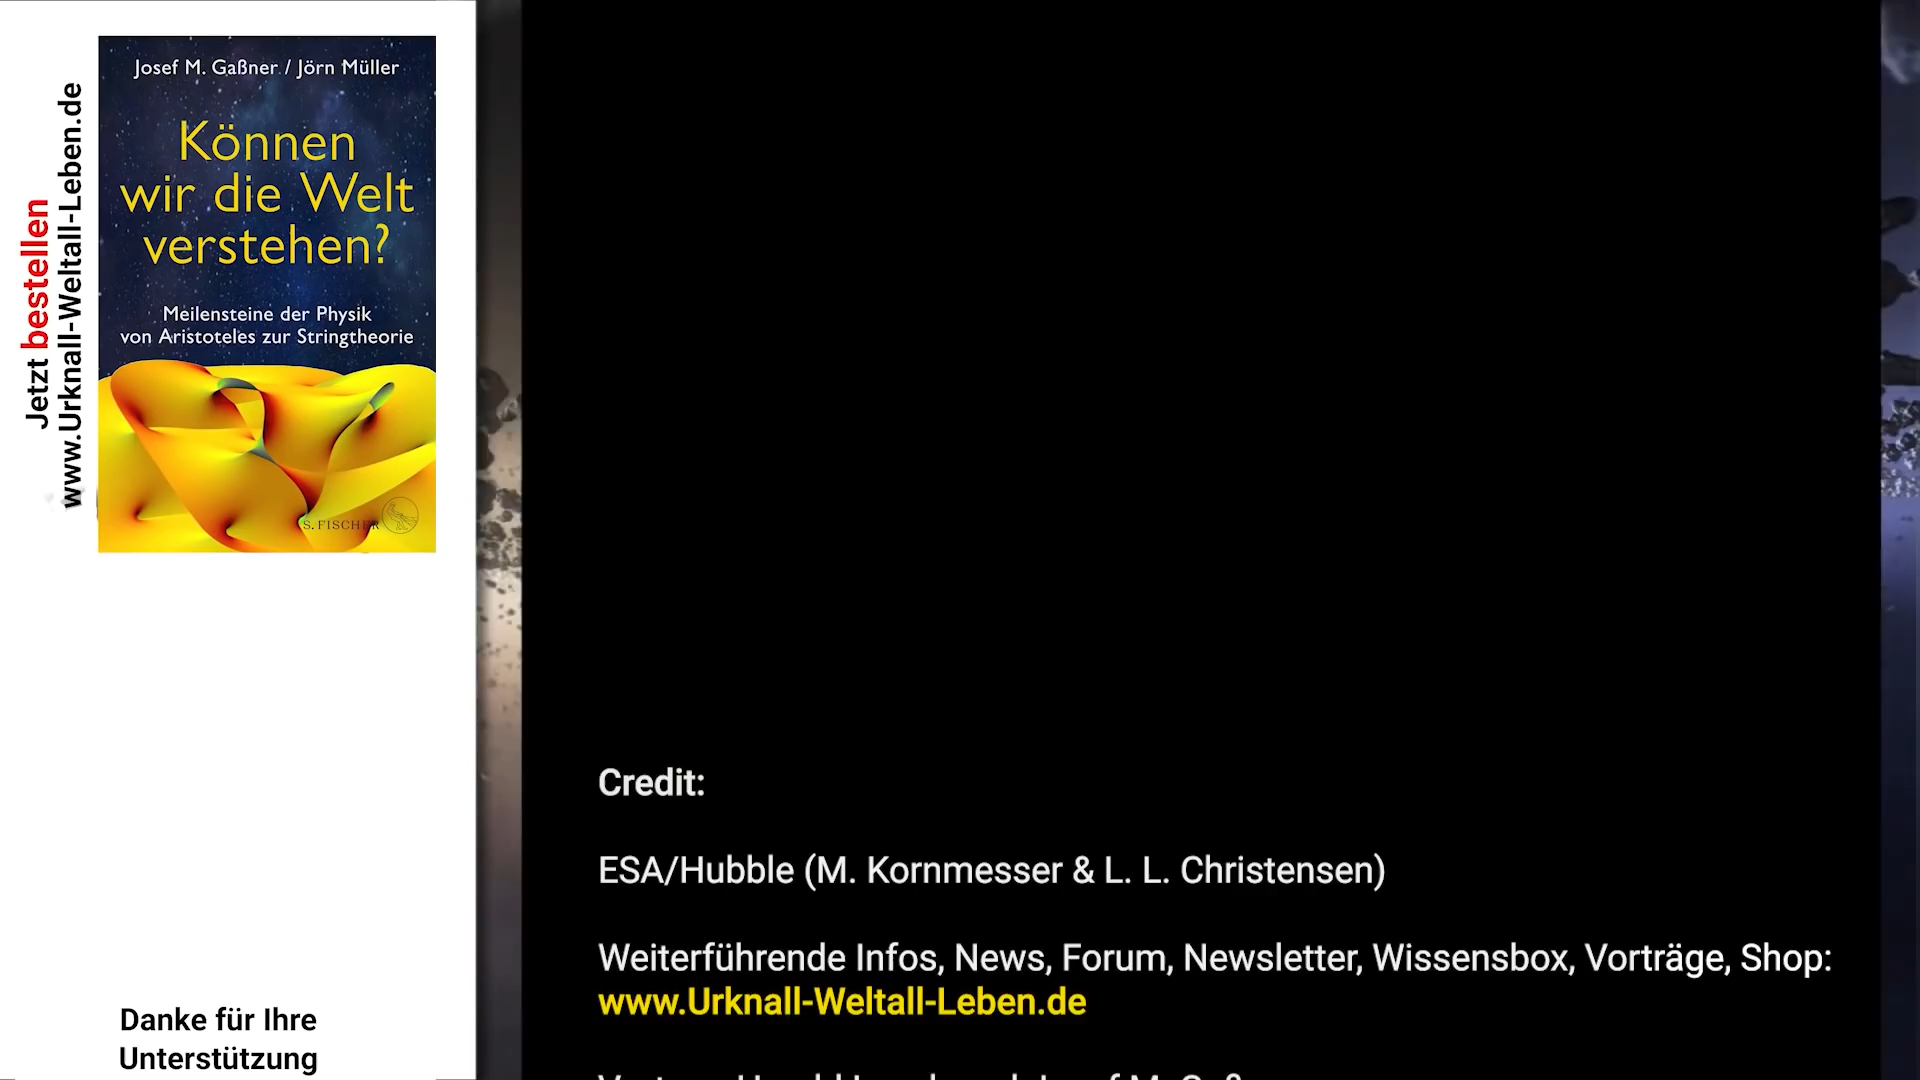 Jetzt bestellen
www.Urknall-Weltall-Leben.de
Josef M. Gaßner / Jörn Müller
Können
wir die Welt
verstehen?
Meilensteine der Physik
von Aristoteles zur Stringtheorie
S. FISCHER
Danke für Ihre
Unterstützung
Credit:
ESA/Hubble (M. Kornmesser & L. L. Christensen)
Weiterführende Infos, News, Forum, Newsletter, Wissensbox, Vorträge, Shop:
www.Urknall-Weltall-Leben.de